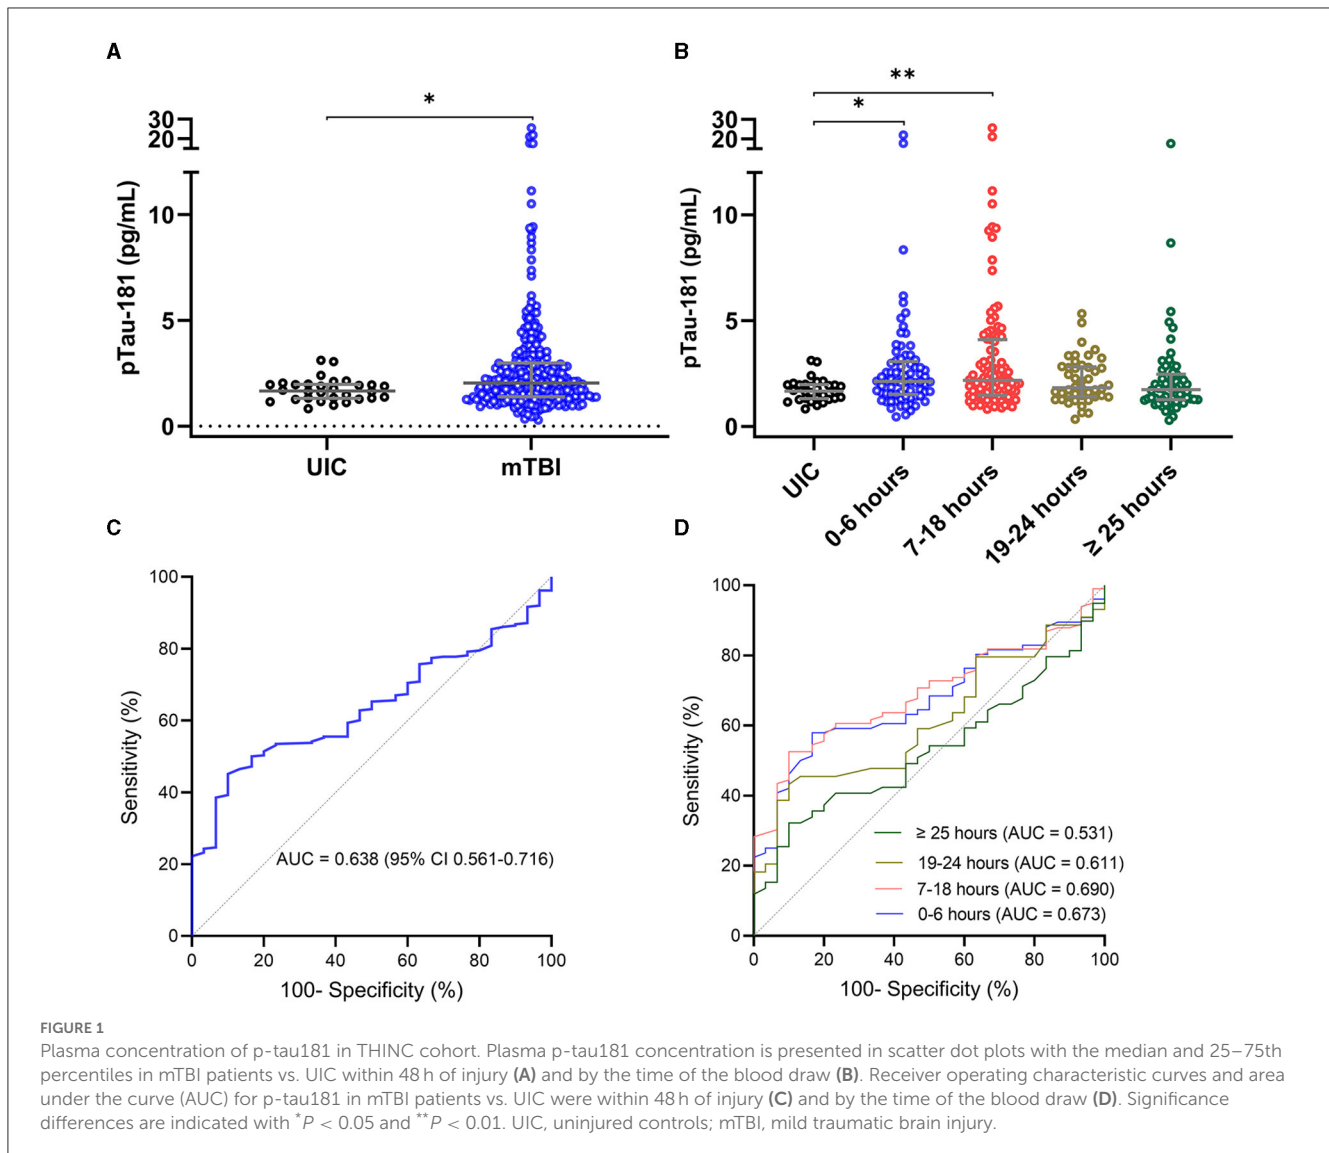 A
*
30
20
10
5
0
pTau-181 (pg/mL)
UIC
mTBI
B
**
*
30
20
10
5
0
pTau-181 (pg/mL)
UIC
0-6 hours
7-18 hours
19-24 hours
≥ 25 hours
C
100
80
60
40
20
0
Sensitivity (%)
AUC = 0.638 (95% CI 0.561-0.716)
0 20 40 60 80 100
100- Specificity (%)
D
100
80
60
40
20
0
Sensitivity (%)
≥ 25 hours (AUC = 0.531)
19-24 hours (AUC = 0.611)
7-18 hours (AUC = 0.690)
0-6 hours (AUC = 0.673)
0 20 40 60 80 100
100- Specificity (%)
FIGURE 1
Plasma concentration of p-tau181 in THINC cohort. Plasma p-tau181 concentration is presented in scatter dot plots with the median and 25–75th
percentiles in mTBI patients vs. UIC within 48 h of injury (A) and by the time of the blood draw (B). Receiver operating characteristic curves and area
under the curve (AUC) for p-tau181 in mTBI patients vs. UIC were within 48 h of injury (C) and by the time of the blood draw (D). Significance
differences are indicated with *P < 0.05 and **P < 0.01. UIC, uninjured controls; mTBI, mild traumatic brain injury.